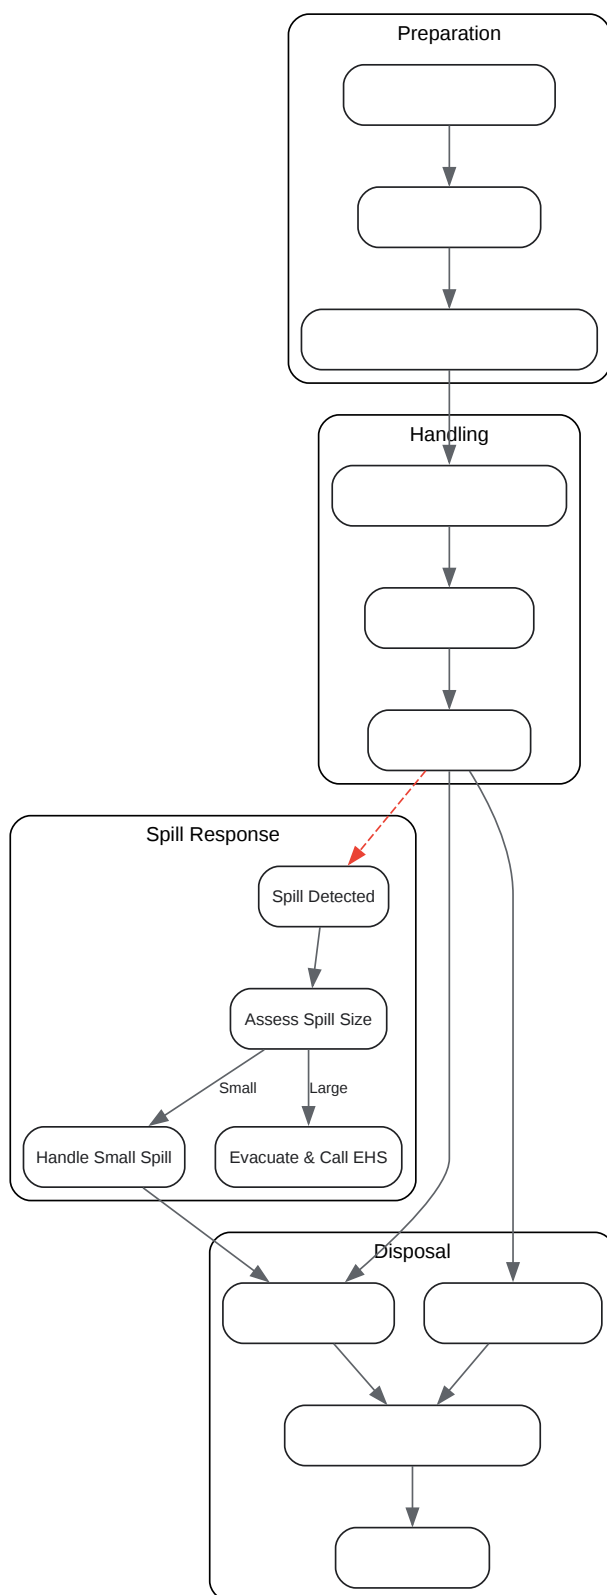 Preparation
Handling
Spill Response
Spill Detected
Assess Spill Size
Small
Large
Handle Small Spill
Evacuate & Call EHS
Disposal